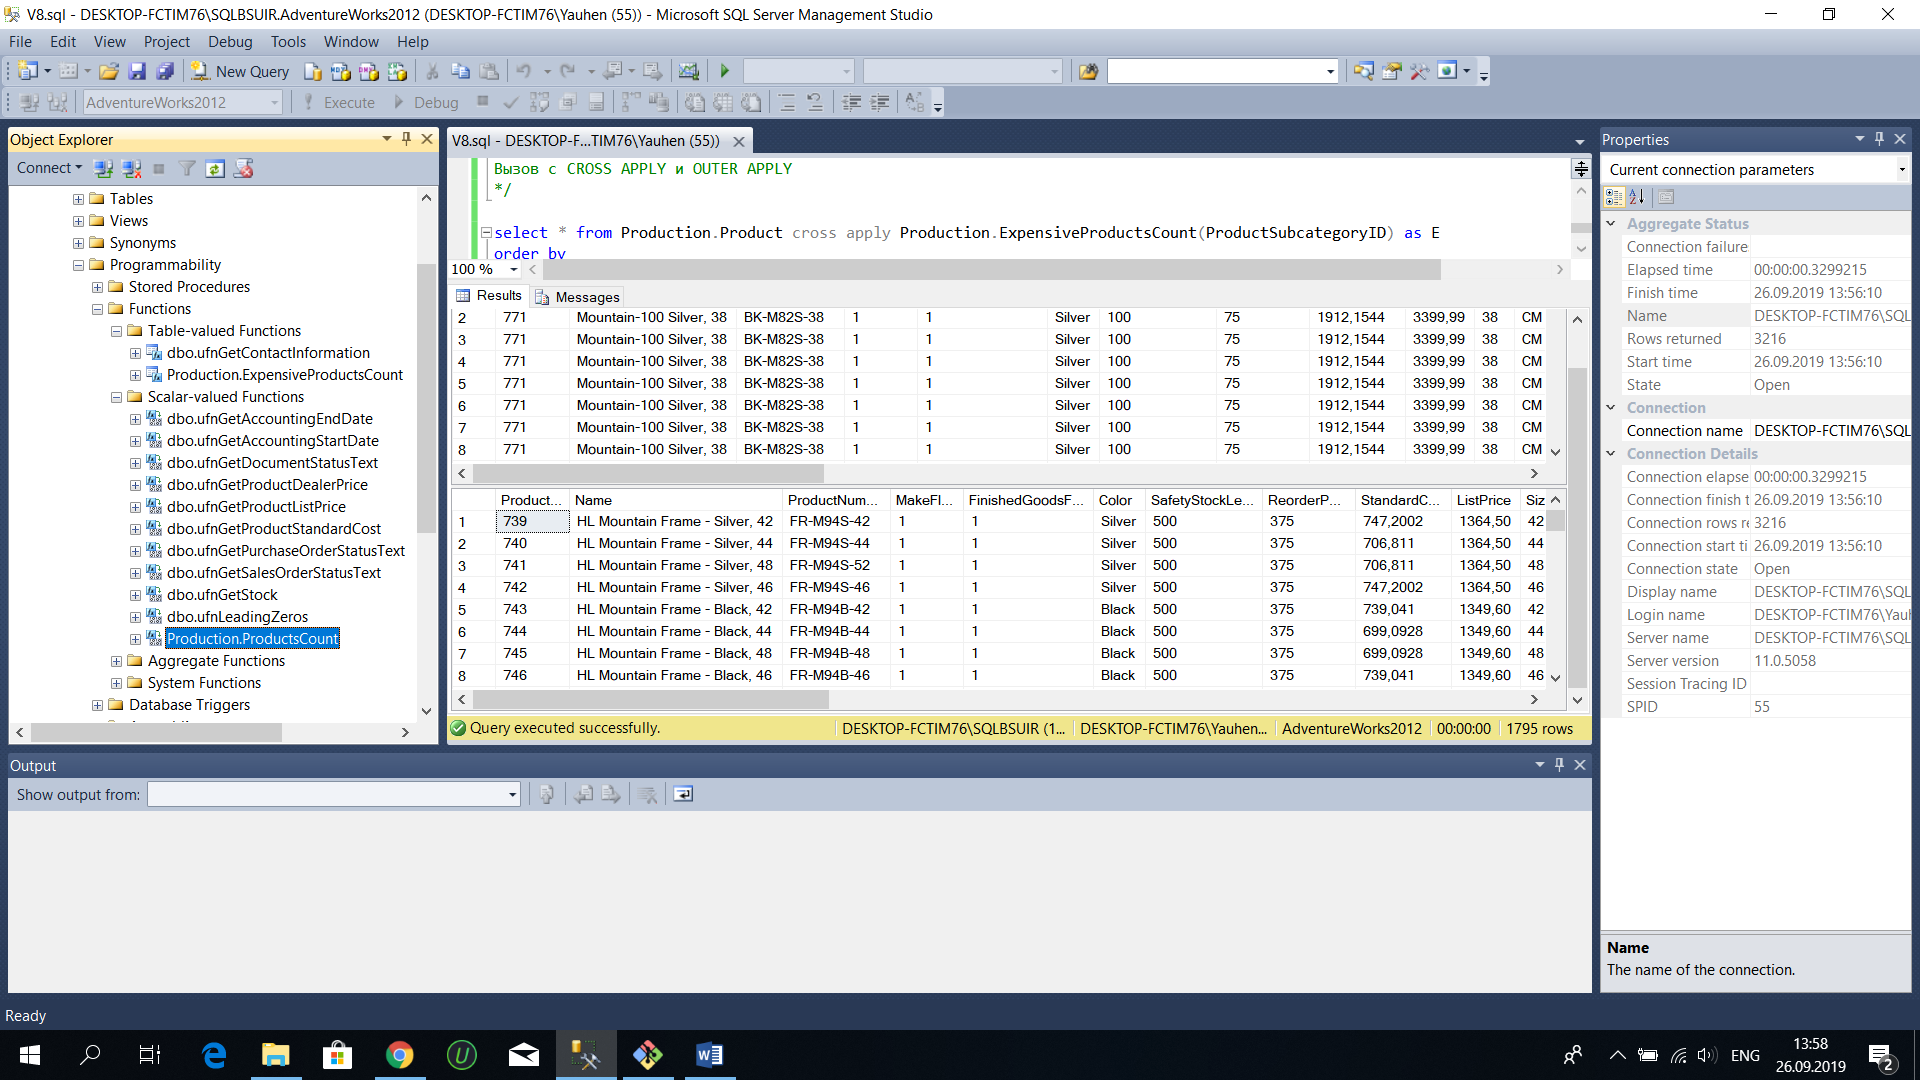 V8.sql - DESKTOP-FCTIM76\SQLBSUIR.AdventureWorks2012 (DESKTOP-FCTIM76\Yauhen (55)) - Microsoft SQL Server Management Studio
File Edit View Project Debug Tools Window Help
New Query
AdventureWorks2012 Execute Debug
Object Explorer
Connect
Tables
Views
Synonyms
Programmability
Stored Procedures
Functions
Table-valued Functions
dbo.ufnGetContactInformation
Production.ExpensiveProductsCount
Scalar-valued Functions
dbo.ufnGetAccountingEndDate
dbo.ufnGetAccountingStartDate
dbo.ufnGetDocumentStatusText
dbo.ufnGetProductDealerPrice
dbo.ufnGetProductListPrice
dbo.ufnGetProductStandardCost
dbo.ufnGetPurchaseOrderStatusText
dbo.ufnGetSalesOrderStatusText
dbo.ufnGetStock
dbo.ufnLeadingZeros
Production.ProductsCount
Aggregate Functions
System Functions
Database Triggers
V8.sql - DESKTOP-F...TIM76\Yauhen (55))
Вызов с CROSS APPLY и OUTER APPLY
*/
select * from Production.Product cross apply Production.ExpensiveProductsCount(ProductSubcategoryID) as E
order by
100 %
Results Messages
2 771 Mountain-100 Silver, 38 BK-M82S-38 1 1 Silver 100 75 1912,1544 3399,99 38 CM
3 771 Mountain-100 Silver, 38 BK-M82S-38 1 1 Silver 100 75 1912,1544 3399,99 38 CM
4 771 Mountain-100 Silver, 38 BK-M82S-38 1 1 Silver 100 75 1912,1544 3399,99 38 CM
5 771 Mountain-100 Silver, 38 BK-M82S-38 1 1 Silver 100 75 1912,1544 3399,99 38 CM
6 771 Mountain-100 Silver, 38 BK-M82S-38 1 1 Silver 100 75 1912,1544 3399,99 38 CM
7 771 Mountain-100 Silver, 38 BK-M82S-38 1 1 Silver 100 75 1912,1544 3399,99 38 CM
8 771 Mountain-100 Silver, 38 BK-M82S-38 1 1 Silver 100 75 1912,1544 3399,99 38 CM
Product... Name ProductNum... MakeFl... FinishedGoodsF... Color SafetyStockLe... ReorderP... StandardC... ListPrice Siz
1 739 HL Mountain Frame - Silver, 42 FR-M94S-42 1 1 Silver 500 375 747,2002 1364,50 42
2 740 HL Mountain Frame - Silver, 44 FR-M94S-44 1 1 Silver 500 375 706,811 1364,50 44
3 741 HL Mountain Frame - Silver, 48 FR-M94S-52 1 1 Silver 500 375 706,811 1364,50 48
4 742 HL Mountain Frame - Silver, 46 FR-M94S-46 1 1 Silver 500 375 747,2002 1364,50 46
5 743 HL Mountain Frame - Black, 42 FR-M94B-42 1 1 Black 500 375 739,041 1349,60 42
6 744 HL Mountain Frame - Black, 44 FR-M94B-44 1 1 Black 500 375 699,0928 1349,60 44
7 745 HL Mountain Frame - Black, 48 FR-M94B-48 1 1 Black 500 375 699,0928 1349,60 48
8 746 HL Mountain Frame - Black, 46 FR-M94B-46 1 1 Black 500 375 739,041 1349,60 46
Query executed successfully. DESKTOP-FCTIM76\SQLBSUIR (1... DESKTOP-FCTIM76\Yauhen... AdventureWorks2012 00:00:00 1795 rows
Properties
Current connection parameters
Aggregate Status
Connection failure
Elapsed time 00:00:00.3299215
Finish time 26.09.2019 13:56:10
Name DESKTOP-FCTIM76\SQL
Rows returned 3216
Start time 26.09.2019 13:56:10
State Open
Connection
Connection name DESKTOP-FCTIM76\SQL
Connection Details
Connection elapse 00:00:00.3299215
Connection finish t 26.09.2019 13:56:10
Connection rows re 3216
Connection start ti 26.09.2019 13:56:10
Connection state Open
Display name DESKTOP-FCTIM76\SQL
Login name DESKTOP-FCTIM76\Yauh
Server name DESKTOP-FCTIM76\SQL
Server version 11.0.5058
Session Tracing ID
SPID 55
Name
The name of the connection.
Output
Show output from:
Ready
ENG
13:58
26.09.2019
2